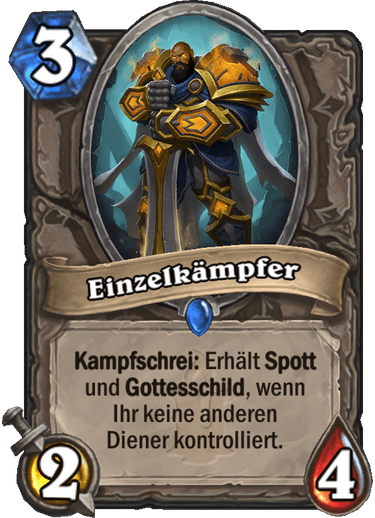 3
Einzelkämpfer
Kampfschrei: Erhält Spott
und Gottesschild, wenn
Ihr keine anderen
Diener kontrolliert.
2
4